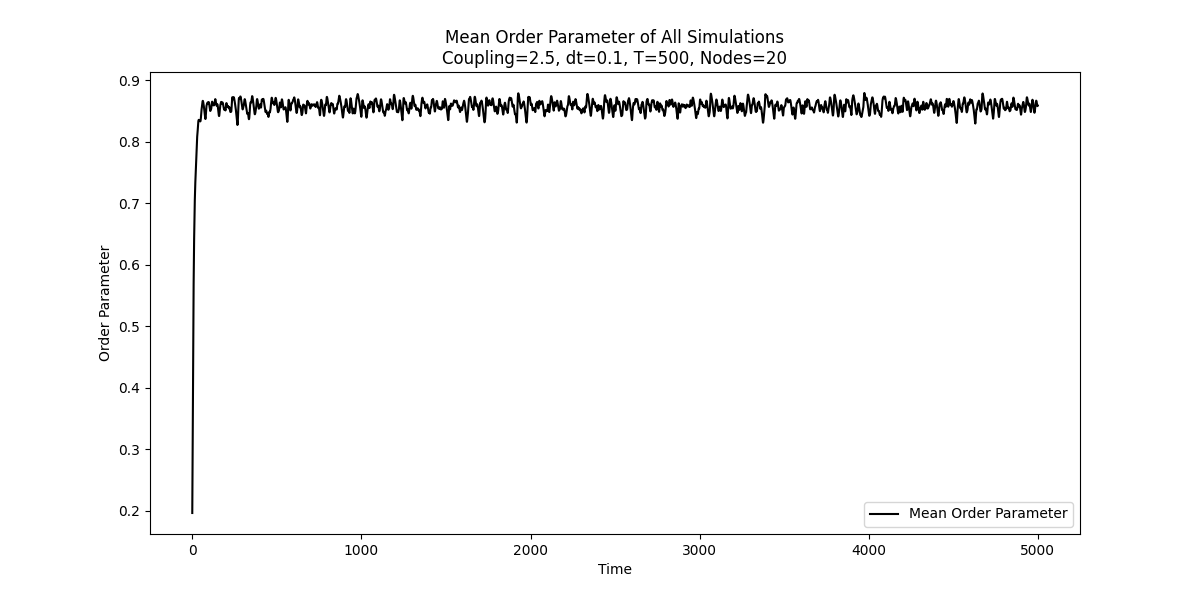 Mean Order Parameter of All Simulations
Coupling=2.5, dt=0.1, T=500, Nodes=20
0.9
0.8
0.7
0.6
0.5
0.4
0.3
0.2
Order Parameter
Mean Order Parameter
0 1000 2000 3000 4000 5000
Time